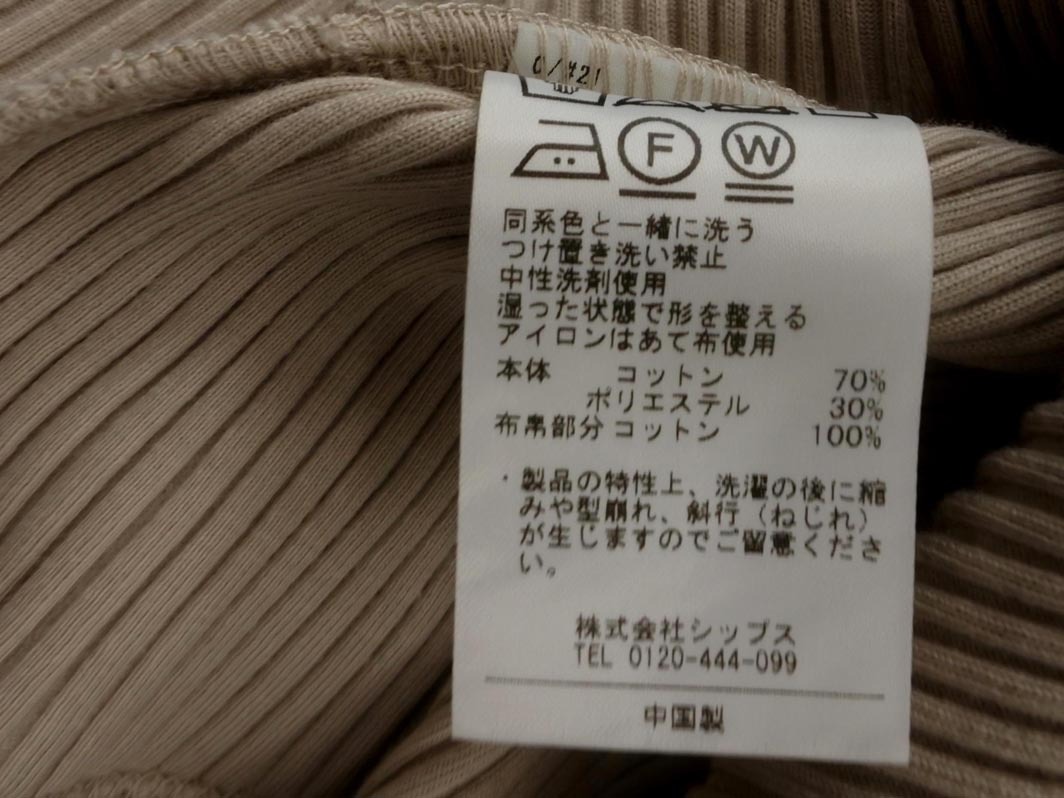 0/421
F W
同系色と一緒に洗う
つけ置き洗い禁止
中性洗剤使用
湿った状態で形を整える
アイロンはあて布使用
本体 コットン 70%
ポリエステル 30%
布帛部分 コットン 100%
・製品の特性上、洗濯の後に縮
みや型崩れ、斜行（ねじれ）
が生じますのでご留意くださ
い。
株式会社シップス
TEL 0120-444-099
中国製